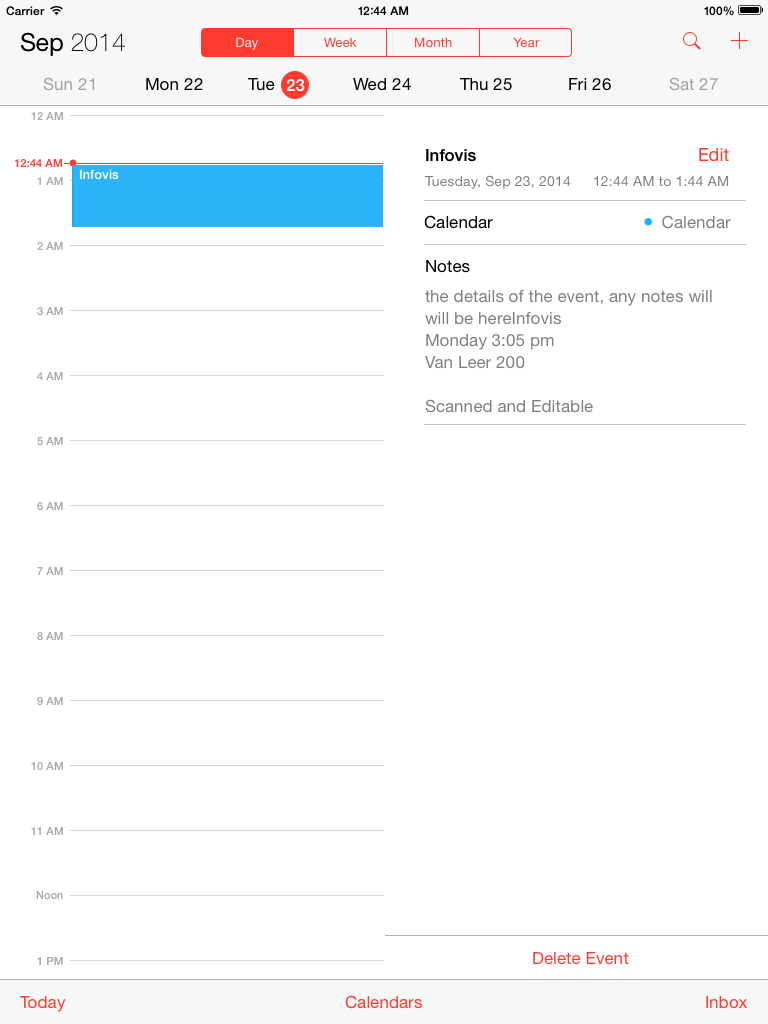 Carrier 12:44 AM 100%
Sep 2014 Day Week Month Year
Sun 21 Mon 22 Tue 23 Wed 24 Thu 25 Fri 26 Sat 27
12 AM
12:44 AM
Infovis
1 AM
2 AM
3 AM
4 AM
5 AM
6 AM
7 AM
8 AM
9 AM
10 AM
11 AM
Noon
1 PM
Infovis Edit
Tuesday, Sep 23, 2014 12:44 AM to 1:44 AM
Calendar Calendar
Notes
the details of the event, any notes will
will be hereInfovis
Monday 3:05 pm
Van Leer 200
Scanned and Editable
Delete Event
Today Calendars Inbox